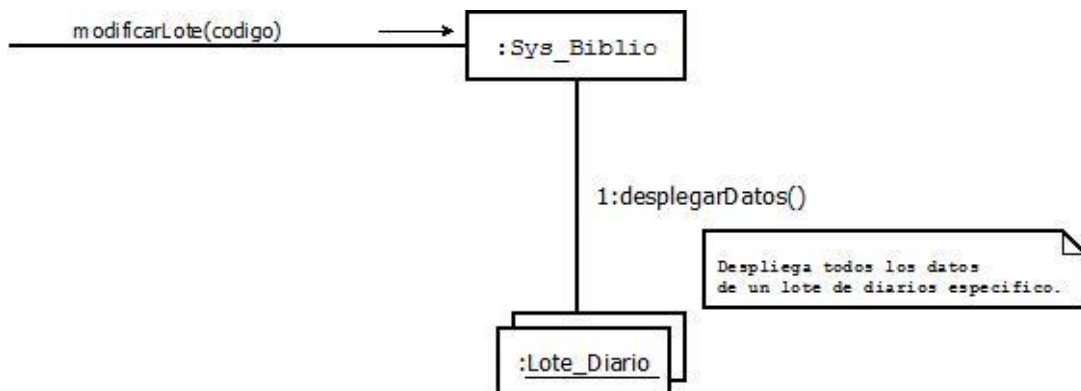 modificarLote(codigo)
:Sys_Biblio
1:desplegarDatos()
Despliega todos los datos
de un lote de diarios especifico.
:Lote_Diario